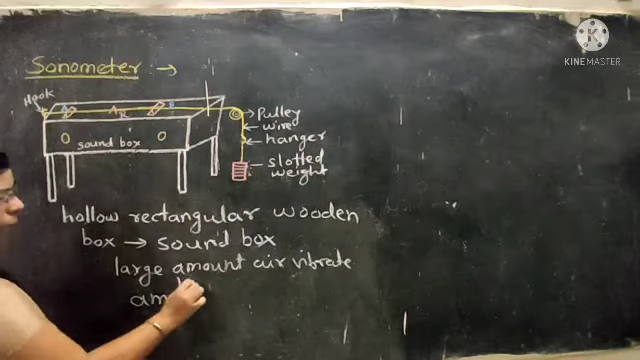 Sonometer →
Hook
A R B
Pulley
wire
hanger
slotted
weight
sound box
hollow rectangular wooden
box → sound box
large amount air vibrate
am
KINEMASTER